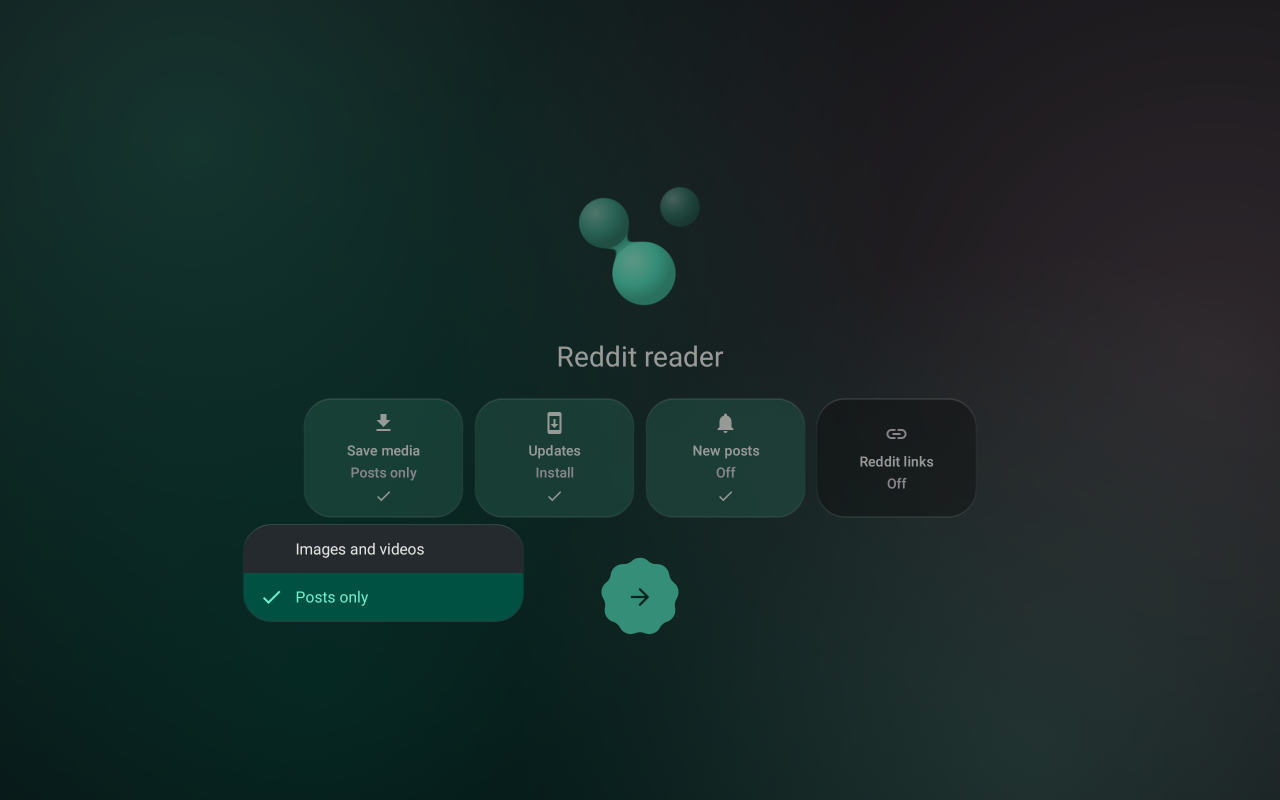 Reddit reader
Save media
Posts only
Updates
Install
New posts
Off
Reddit links
Off
Images and videos
Posts only